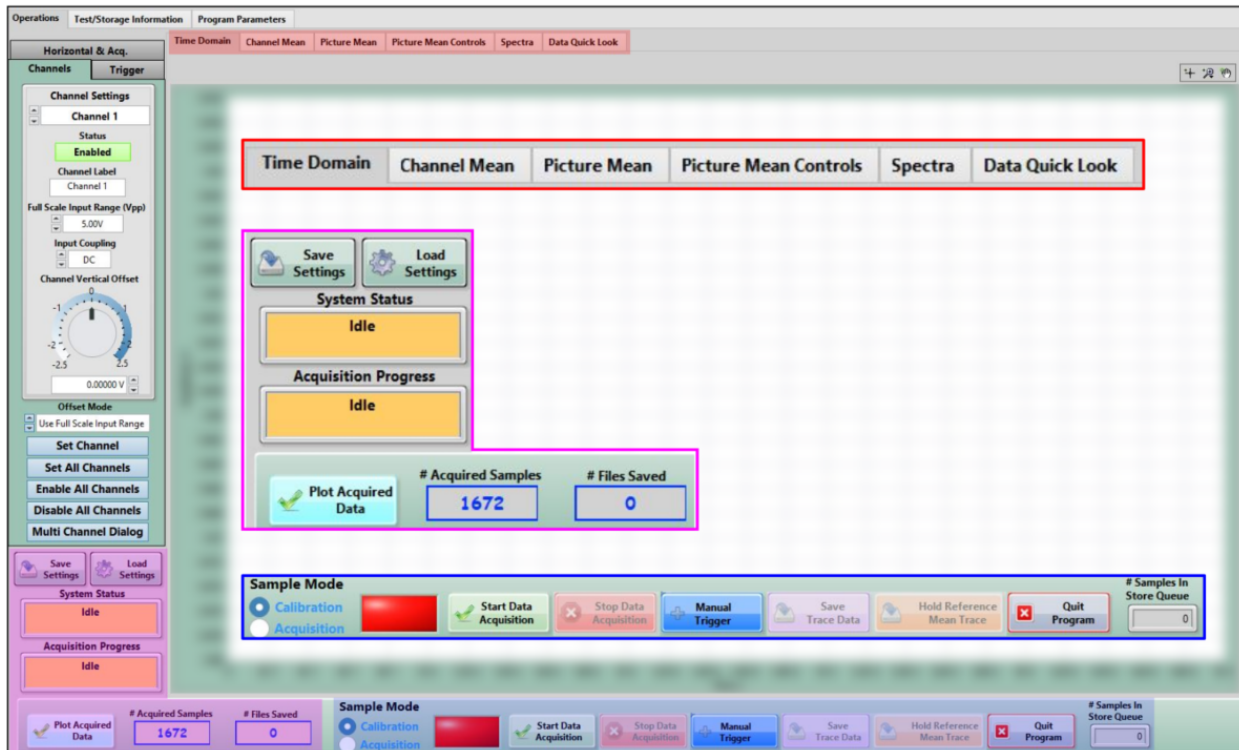 Operations Test/Storage Information Program Parameters
Time Domain Channel Mean Picture Mean Picture Mean Controls Spectra Data Quick Look
Horizontal & Acq.
Channels Trigger
Channel Settings
Channel 1
Status
Enabled
Channel Label
Channel 1
Full Scale Input Range (Vpp)
5.00V
Input Coupling
DC
Channel Vertical Offset
0
-1 1
-2 2
-2.5 2.5
0.00000 V
Offset Mode
Use Full Scale Input Range
Set Channel
Set All Channels
Enable All Channels
Disable All Channels
Multi Channel Dialog
Save Settings
Load Settings
System Status
Idle
Acquisition Progress
Idle
Plot Acquired Data
# Acquired Samples
1672
# Files Saved
0
Time Domain Channel Mean Picture Mean Picture Mean Controls Spectra Data Quick Look
Save Settings
Load Settings
System Status
Idle
Acquisition Progress
Idle
Plot Acquired Data
# Acquired Samples
1672
# Files Saved
0
Sample Mode
Calibration
Acquisition
Start Data Acquisition
Stop Data Acquisition
Manual Trigger
Save Trace Data
Hold Reference Mean Trace
Quit Program
# Samples In Store Queue
0
Sample Mode
Calibration
Acquisition
Start Data Acquisition
Stop Data Acquisition
Manual Trigger
Save Trace Data
Hold Reference Mean Trace
Quit Program
# Samples In Store Queue
0